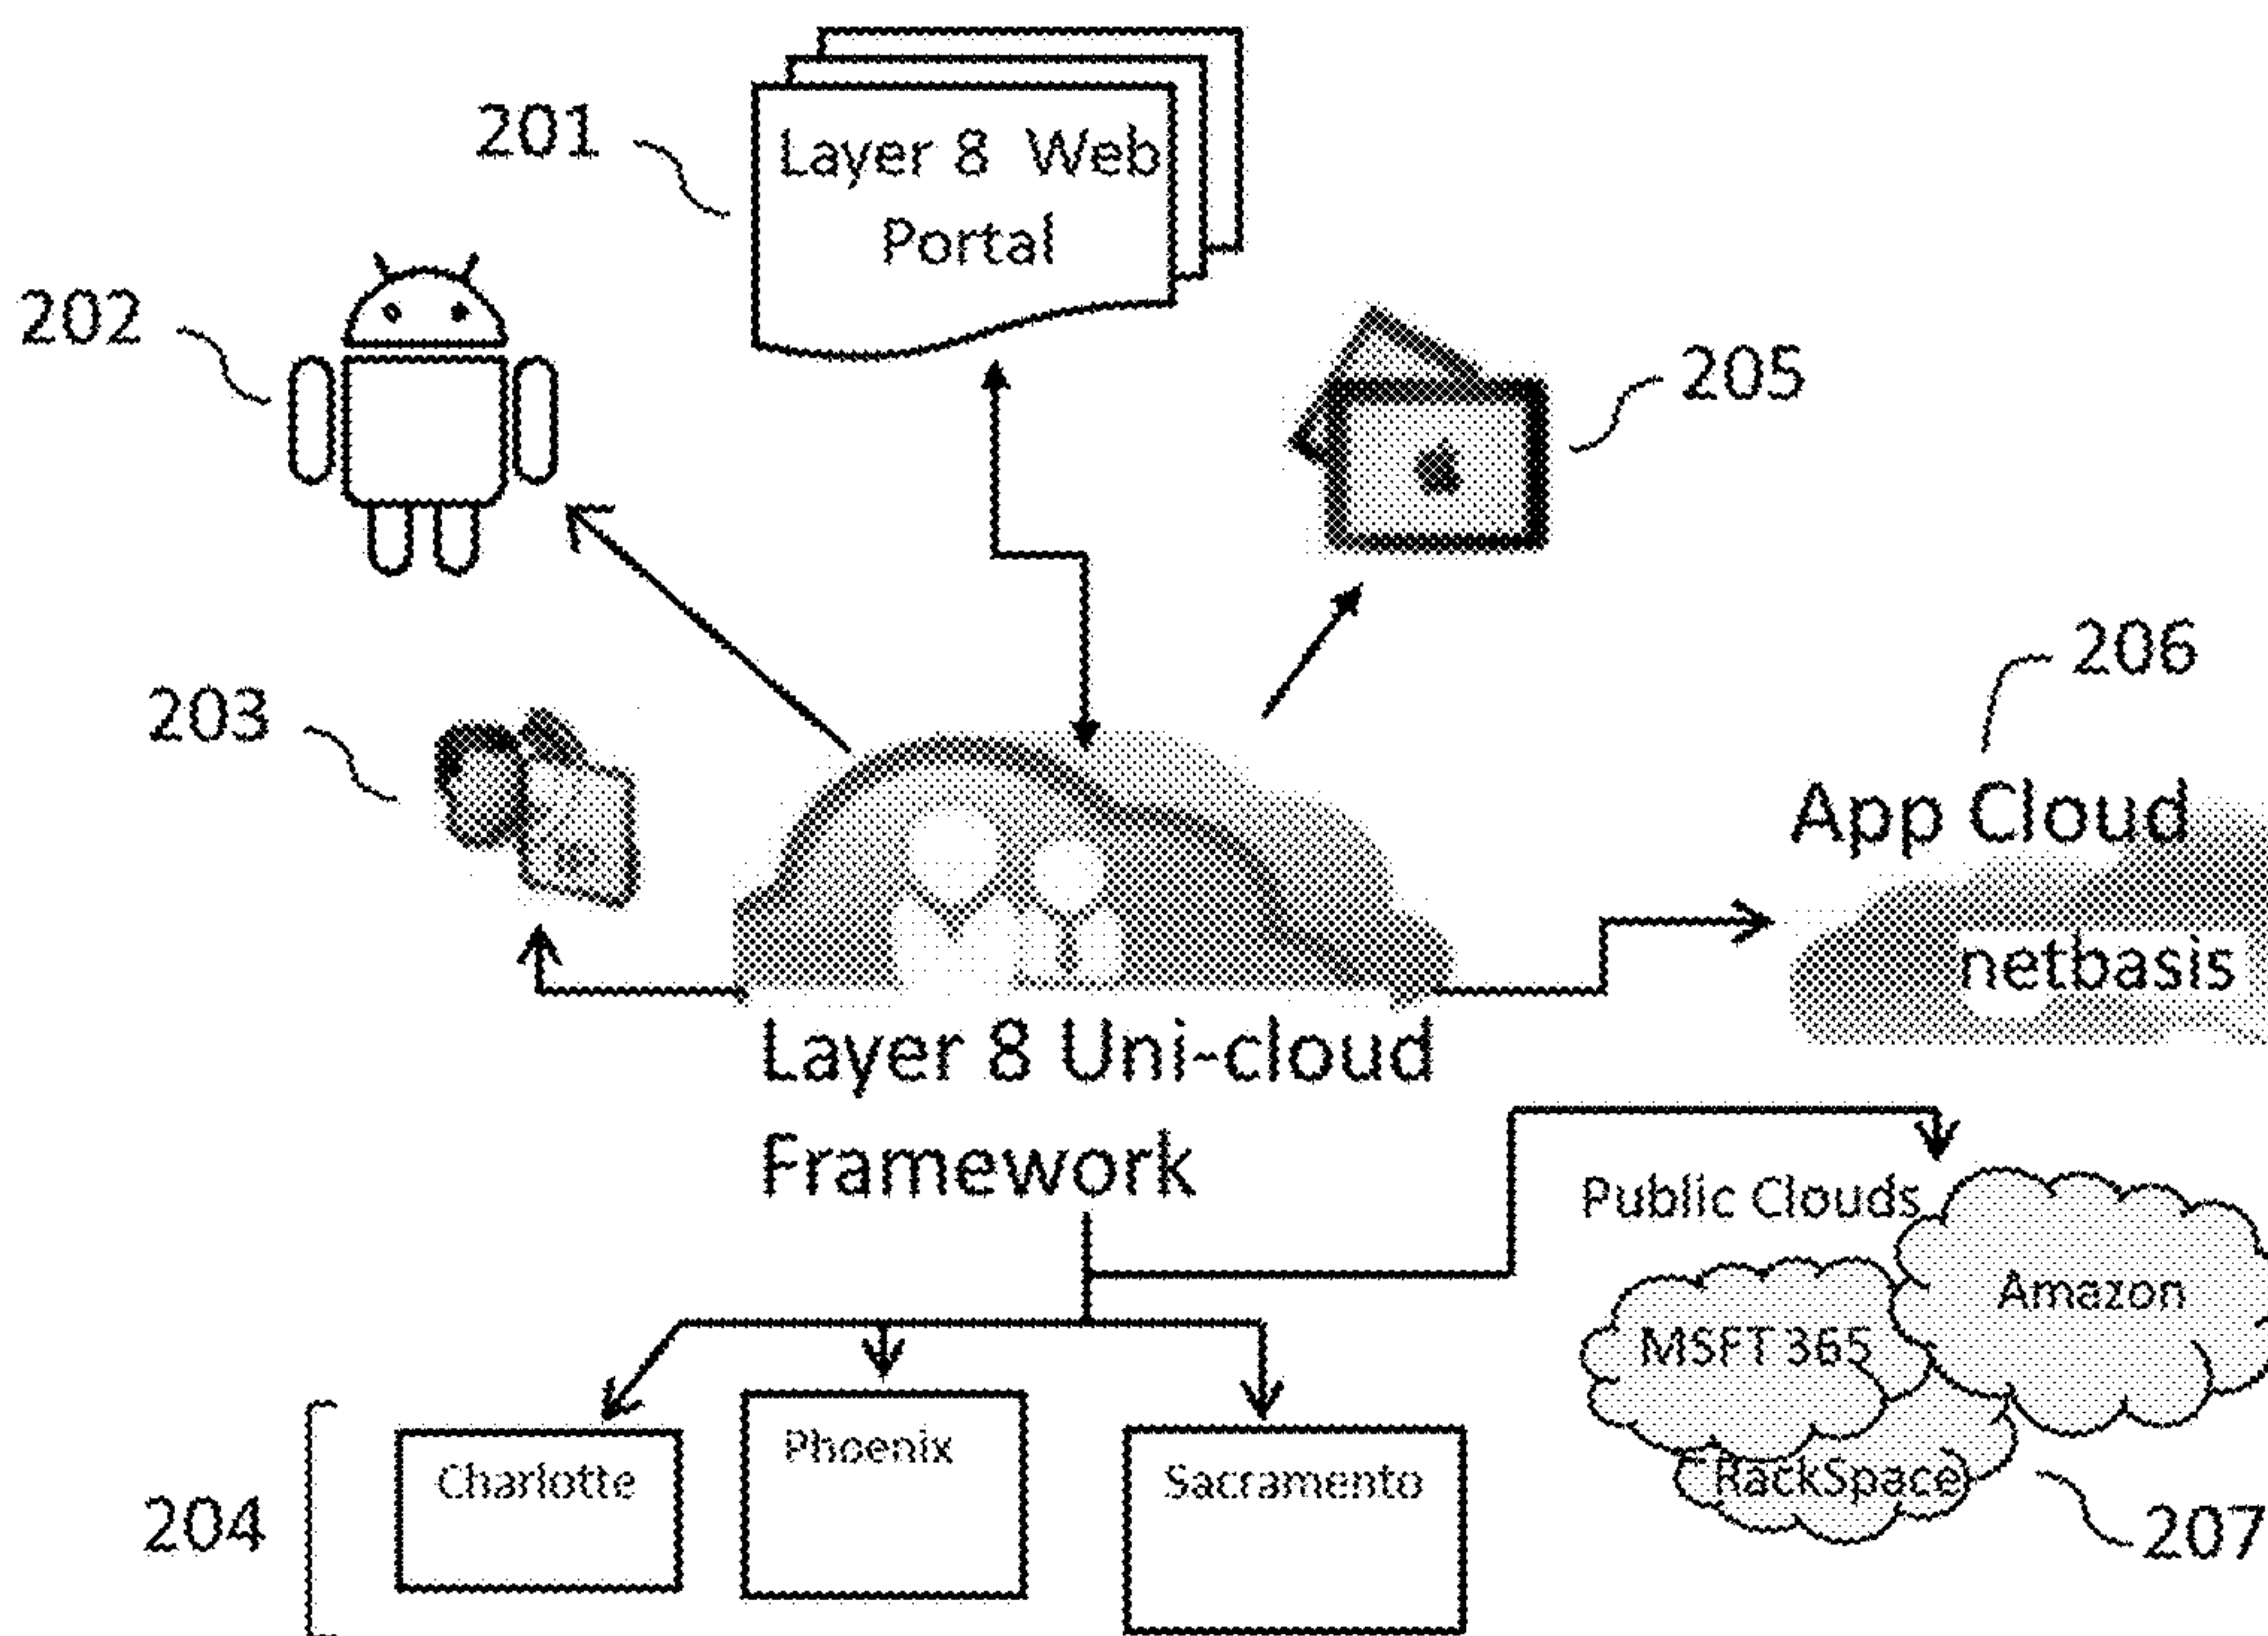 201
Layer 8 Web
Portal
202
205
203
206
App Cloud
netbasis
Layer 8 Uni-cloud
Framework
Public Clouds
Amazon
MSFT 365
RackSpace
207
204
Charlotte
Phoenix
Sacramento